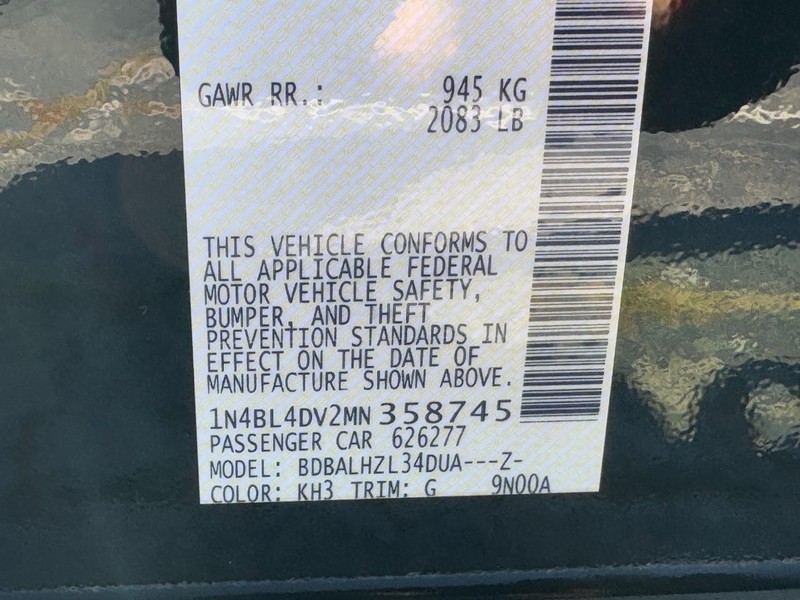 GAWR RR.: 945 KG
2083 LB
THIS VEHICLE CONFORMS TO
ALL APPLICABLE FEDERAL
MOTOR VEHICLE SAFETY,
BUMPER, AND THEFT
PREVENTION STANDARDS IN
EFFECT ON THE DATE OF
MANUFACTURE SHOWN ABOVE.
1N4BL4DV2MN358745
PASSENGER CAR 626277
MODEL: BDBALHZL34DUA---Z-
COLOR: KH3 TRIM: G 9N00A